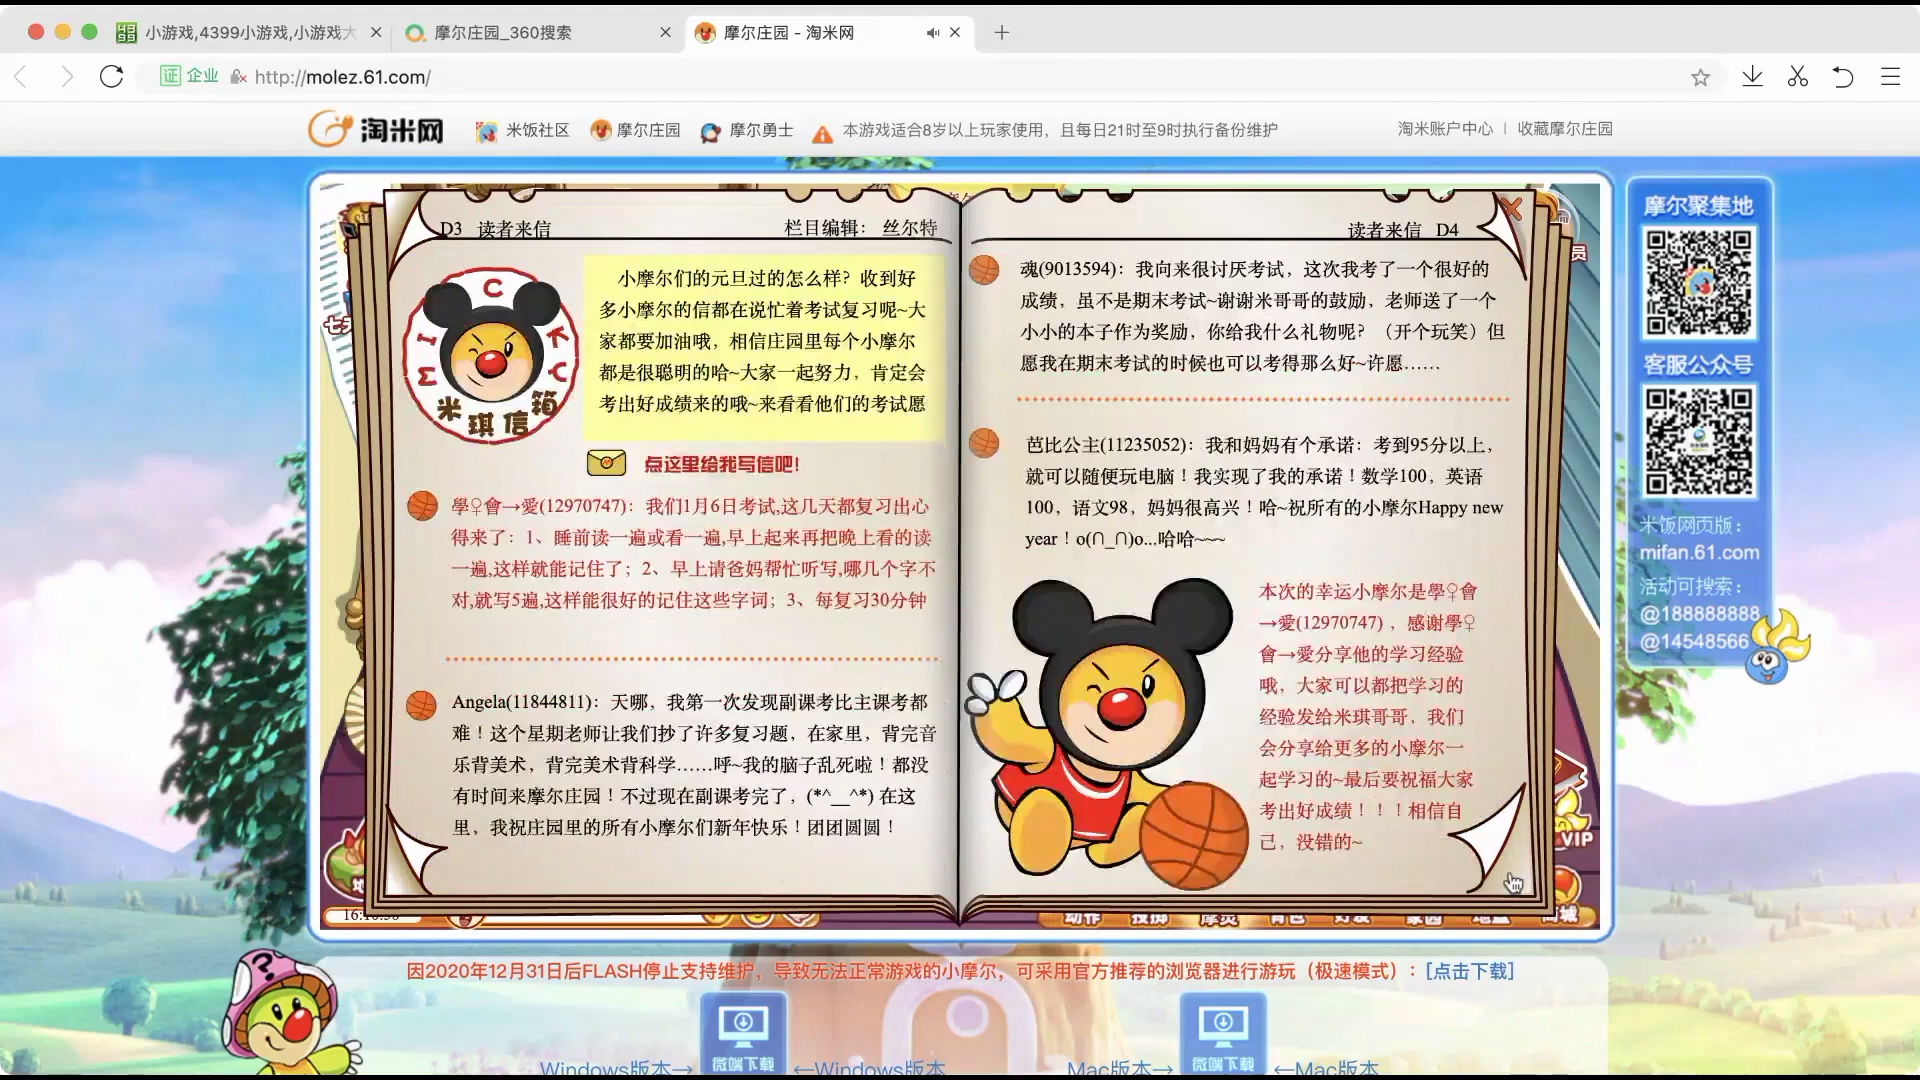 小游戏,4399小游戏,小游戏大
摩尔庄园_360搜索
摩尔庄园 - 淘米网
证 企业 http://molez.61.com/
淘米网 米饭社区 摩尔庄园 摩尔勇士 本游戏适合8岁以上玩家使用，且每日21时至9时执行备份维护 淘米账户中心 | 收藏摩尔庄园
D3 读者来信 栏目编辑： 丝尔特
MICKY
米琪信箱
小摩尔们的元旦过的怎么样？收到好
多小摩尔的信都在说忙着考试复习呢~大
家都要加油哦，相信庄园里每个小摩尔
都是很聪明的哈~大家一起努力，肯定会
考出好成绩来的哦~来看看他们的考试愿
点这里给我写信吧！
學♀會→愛(12970747)：我们1月6日考试,这几天都复习出心
得来了：1、睡前读一遍或看一遍,早上起来再把晚上看的读
一遍,这样就能记住了；2、早上请爸妈帮忙听写,哪几个字不
对,就写5遍,这样能很好的记住这些字词；3、每复习30分钟
Angela(11844811)：天哪，我第一次发现副课考比主课考都
难！这个星期老师让我们抄了许多复习题，在家里，背完音
乐背美术，背完美术背科学……呼~我的脑子乱死啦！都没
有时间来摩尔庄园！不过现在副课考完了，(*^__^*) 在这
里，我祝庄园里的所有小摩尔们新年快乐！团团圆圆！
读者来信 D4
魂(9013594)：我向来很讨厌考试，这次我考了一个很好的
成绩，虽不是期末考试~谢谢米哥哥的鼓励，老师送了一个
小小的本子作为奖励，你给我什么礼物呢？（开个玩笑）但
愿我在期末考试的时候也可以考得那么好~许愿……
芭比公主(11235052)：我和妈妈有个承诺：考到95分以上，
就可以随便玩电脑！我实现了我的承诺！数学100，英语
100，语文98，妈妈很高兴！哈~祝所有的小摩尔Happy new
year！o(∩_∩)o...哈哈~~~
本次的幸运小摩尔是學♀會
→愛(12970747) ，感谢學♀
會→愛分享他的学习经验
哦，大家可以都把学习的
经验发给米琪哥哥，我们
会分享给更多的小摩尔一
起学习的~最后要祝福大家
考出好成绩！！！相信自
己，没错的~
员
VIP
动作 投掷 摩灵 背包 好友 家园 地盘 商城
摩尔聚集地
客服公众号
米饭网页版：
mifan.61.com
活动可搜索：
@188888888
@14548566
因2020年12月31日后FLASH停止支持维护，导致无法正常游戏的小摩尔，可采用官方推荐的浏览器进行游玩（极速模式）：[点击下载]
Windows版本→ 微端下载 ←Windows版本 Mac版本→ 微端下载 ←Mac版本